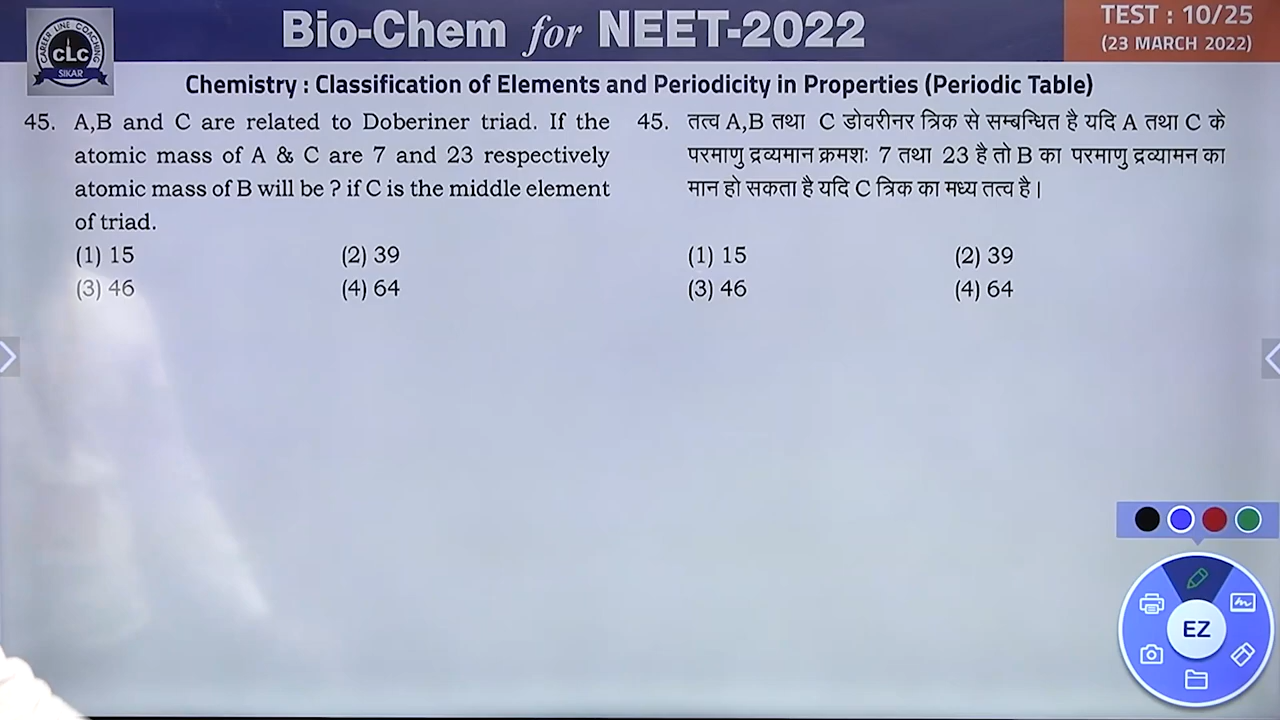 Bio-Chem for NEET-2022
TEST : 10/25
(23 MARCH 2022)
CAREER LINE COACHING
CLC
SIKAR
Chemistry : Classification of Elements and Periodicity in Properties (Periodic Table)
45. A,B and C are related to Doberiner triad. If the
atomic mass of A & C are 7 and 23 respectively
atomic mass of B will be ? if C is the middle element
of triad.
(1) 15 (2) 39
(3) 46 (4) 64
45. तत्व A,B तथा C डोवरीनर त्रिक से सम्बन्धित है यदि A तथा C के
परमाणु द्रव्यमान क्रमशः 7 तथा 23 है तो B का परमाणु द्रव्यामन का
मान हो सकता है यदि C त्रिक का मध्य तत्व है।
(1) 15 (2) 39
(3) 46 (4) 64
EZ